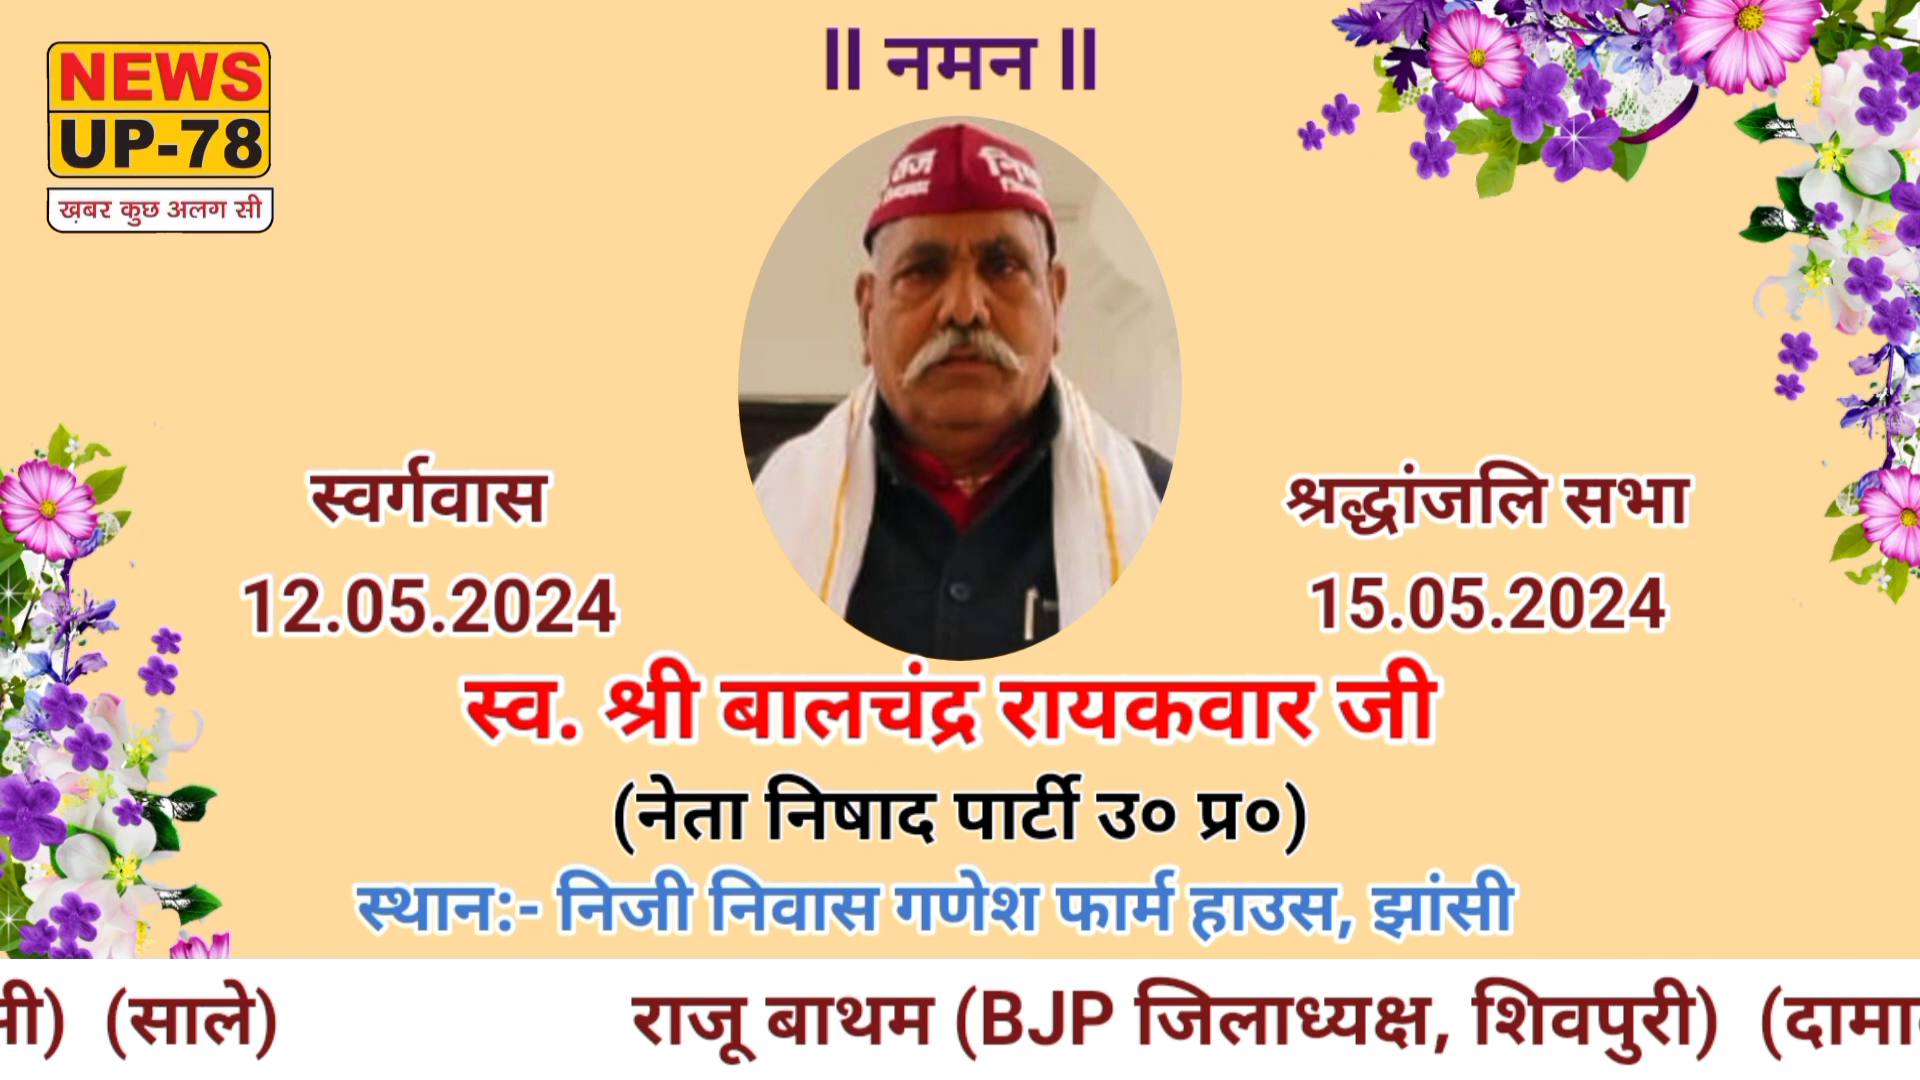 ॥ नमन ॥
NEWS
UP-78
ख़बर कुछ अलग सी
स्वर्गवास
12.05.2024
श्रद्धांजलि सभा
15.05.2024
स्व. श्री बालचंद्र रायकवार जी
(नेता निषाद पार्टी उ० प्र०)
स्थान:- निजी निवास गणेश फार्म हाउस, झांसी
(साले) राजू बाथम (BJP जिलाध्यक्ष, शिवपुरी)